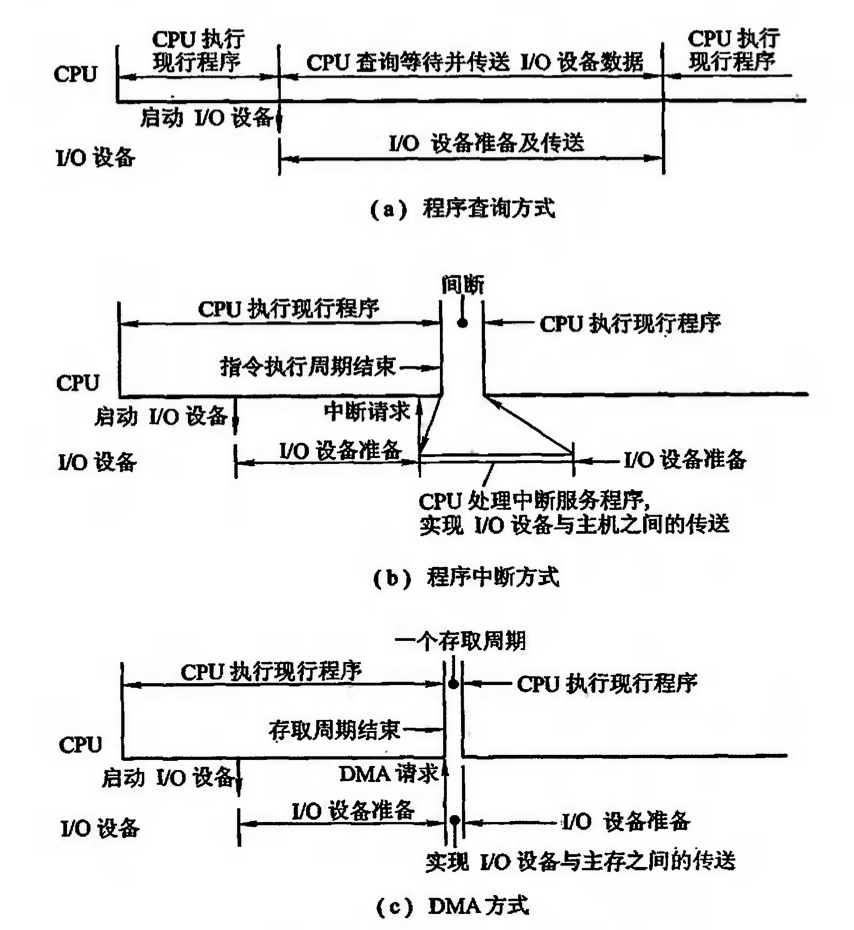 CPU 执行
现行程序
CPU 查询等待并传送 I/O 设备数据
CPU 执行
现行程序
CPU
启动 I/O 设备
I/O 设备准备及传送
I/O 设备
(a) 程序查询方式
间断
CPU 执行现行程序
CPU 执行现行程序
指令执行周期结束
CPU
启动 I/O 设备
中断请求
I/O 设备
I/O 设备准备
I/O 设备准备
CPU 处理中断服务程序,
实现 I/O 设备与主机之间的传送
(b) 程序中断方式
一个存取周期
CPU 执行现行程序
CPU 执行现行程序
存取周期结束
CPU
启动 I/O 设备
DMA 请求
I/O 设备准备
I/O 设备准备
I/O 设备
实现 I/O 设备与主存之间的传送
(c) DMA 方式